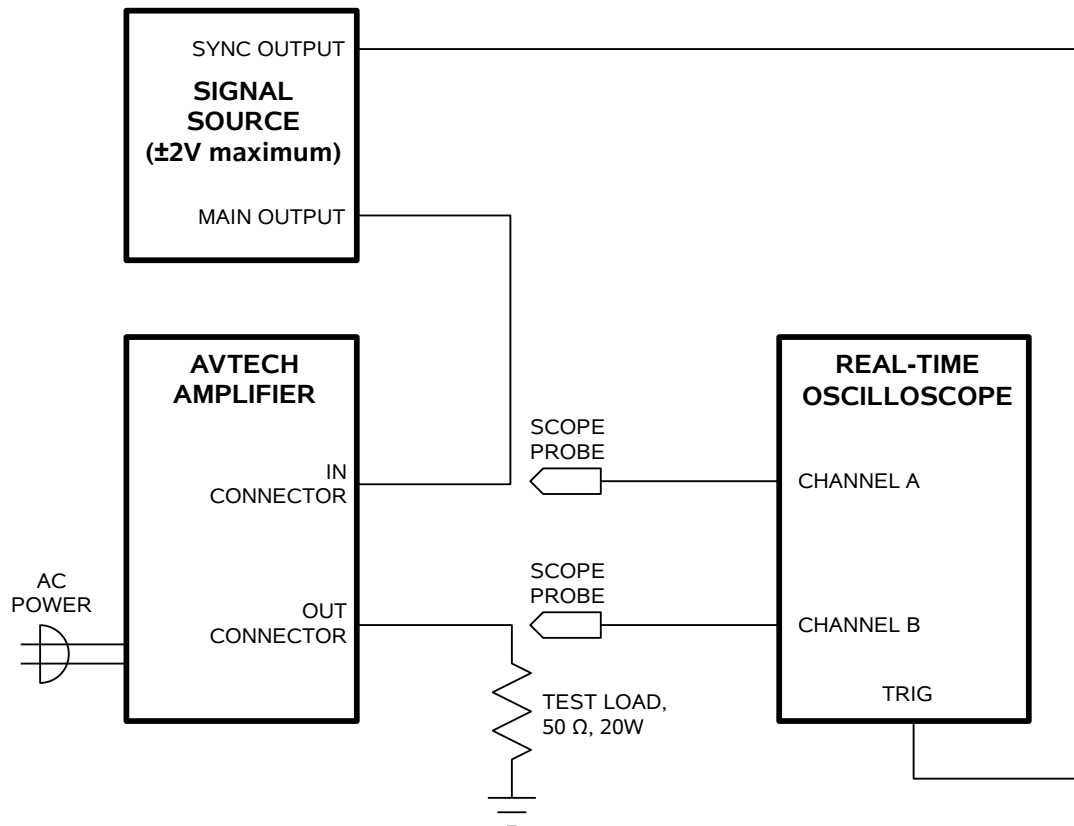 SYNC OUTPUT
SIGNAL
SOURCE
(±2V maximum)
MAIN OUTPUT
AVTECH
AMPLIFIER
IN
CONNECTOR
OUT
CONNECTOR
AC
POWER
SCOPE
PROBE
SCOPE
PROBE
TEST LOAD,
50 Ω, 20W
REAL-TIME
OSCILLOSCOPE
CHANNEL A
CHANNEL B
TRIG